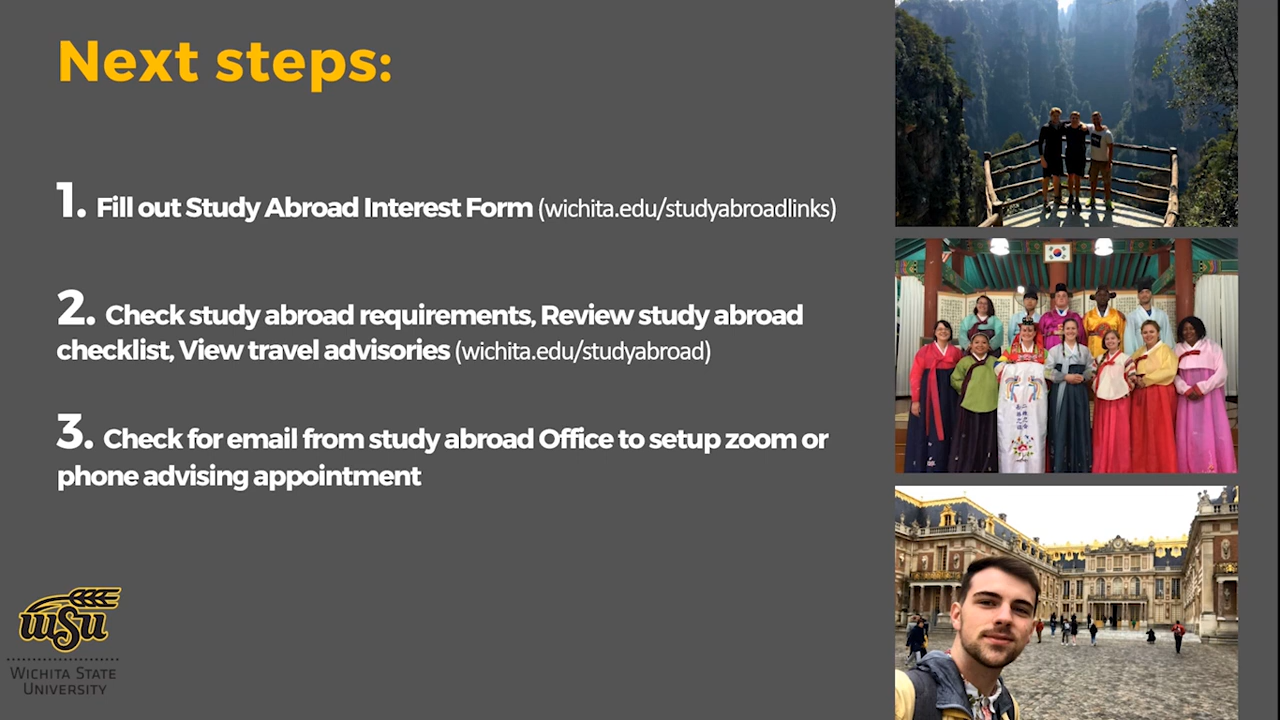 Next steps:
1. Fill out Study Abroad Interest Form (wichita.edu/studyabroadlinks)
2. Check study abroad requirements, Review study abroad
checklist, View travel advisories (wichita.edu/studyabroad)
3. Check for email from study abroad Office to setup zoom or
phone advising appointment
wsu
WICHITA STATE
UNIVERSITY